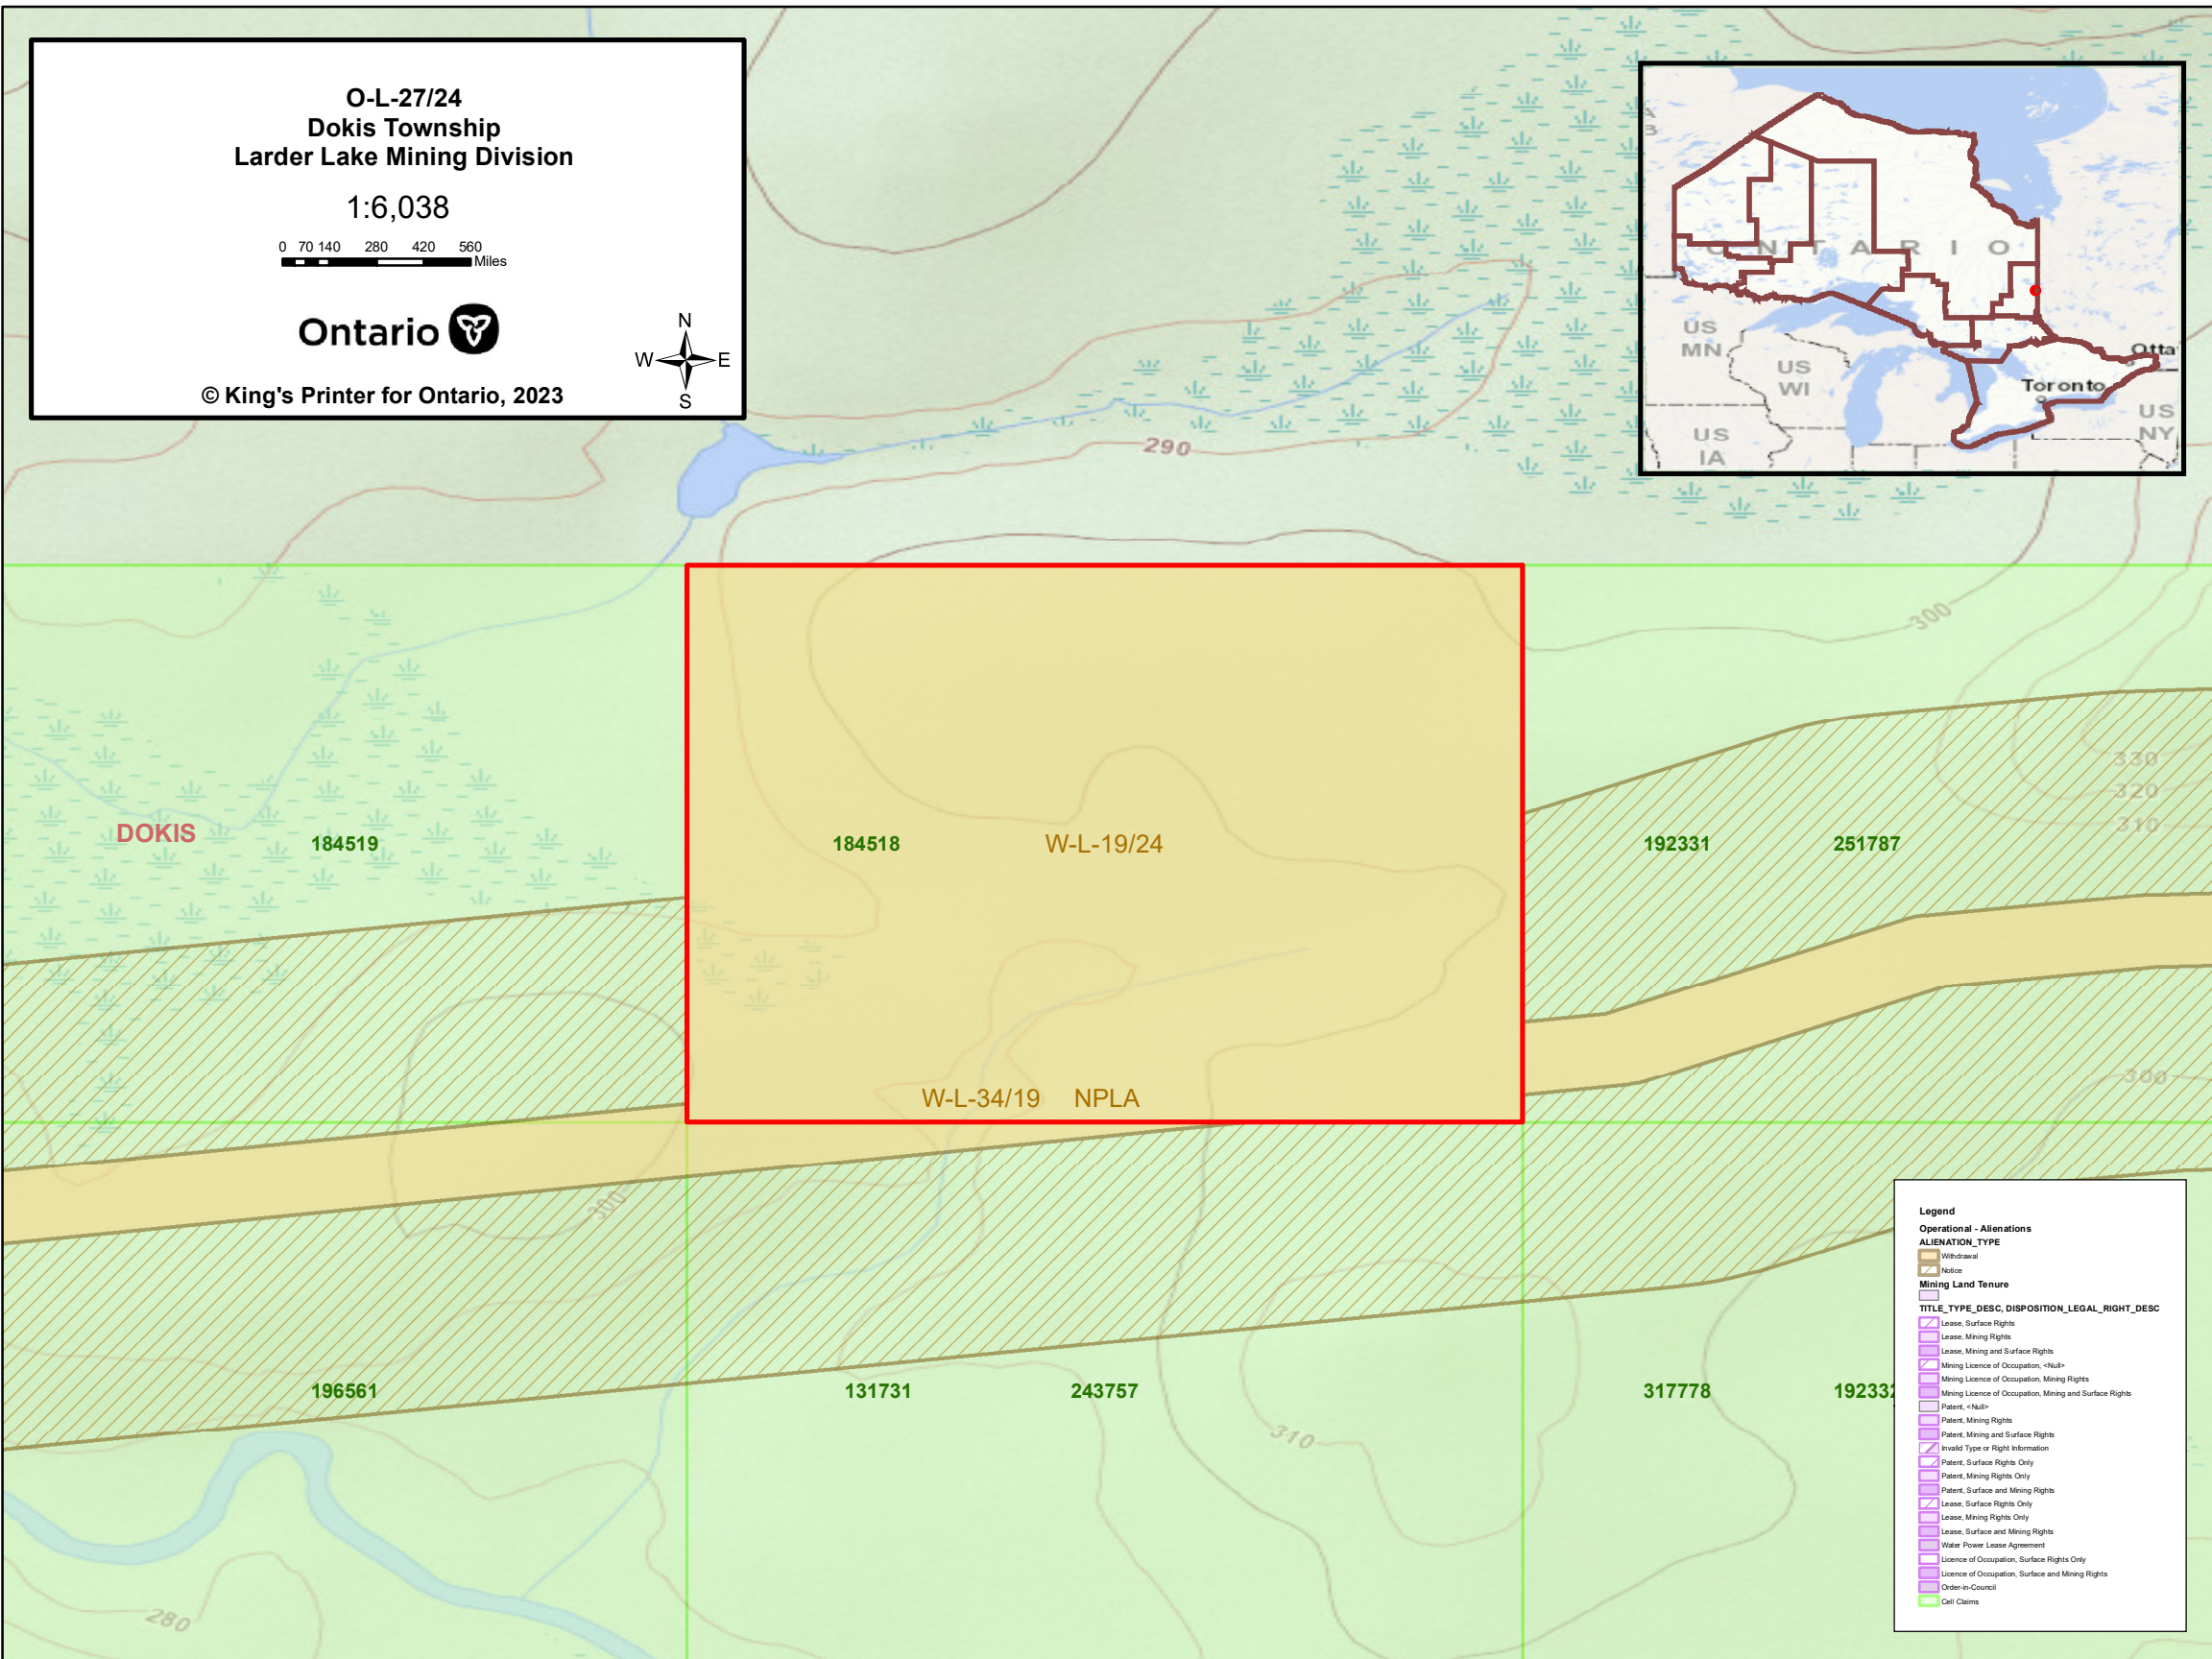 O-L-27/24
Dokis Township
Larder Lake Mining Division
1:6,038
0 70 140 280 420 560
Miles
Ontario
N
W E
S
© King's Printer for Ontario, 2023
ONTARIO
US
MN
US
WI
US
IA
Toronto
Otta
US
NY
290
300
330
320
310
DOKIS
184519
184518
W-L-19/24
192331
251787
W-L-34/19 NPLA
300
300
196561
131731
243757
317778
192332
310
280
Legend
Operational - Alienations
ALIENATION_TYPE
Withdrawal
Notice
Mining Land Tenure
TITLE_TYPE_DESC, DISPOSITION_LEGAL_RIGHT_DESC
Lease, Surface Rights
Lease, Mining Rights
Lease, Mining and Surface Rights
Mining Licence of Occupation, <Null>
Mining Licence of Occupation, Mining Rights
Mining Licence of Occupation, Mining and Surface Rights
Patent, <Null>
Patent, Mining Rights
Patent, Mining and Surface Rights
Invalid Type or Right Information
Patent, Surface Rights Only
Patent, Mining Rights Only
Patent, Surface and Mining Rights
Lease, Surface Rights Only
Lease, Mining Rights Only
Lease, Surface and Mining Rights
Water Power Lease Agreement
Licence of Occupation, Surface Rights Only
Licence of Occupation, Surface and Mining Rights
Order-in-Council
Cell Claims